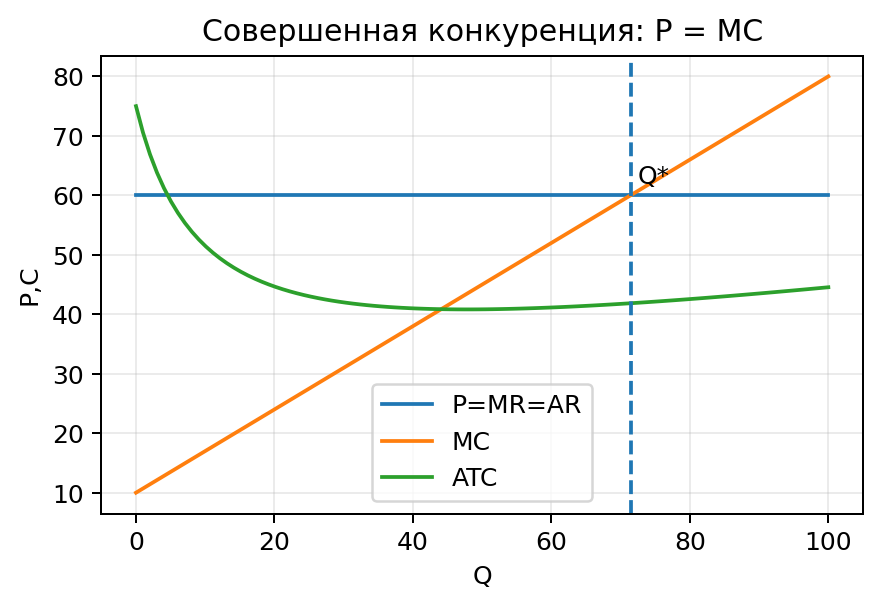 Совершенная конкуренция: P = MC
80
70
60
50
40
30
20
10
P,C
Q*
P=MR=AR
MC
ATC
0 20 40 60 80 100
Q